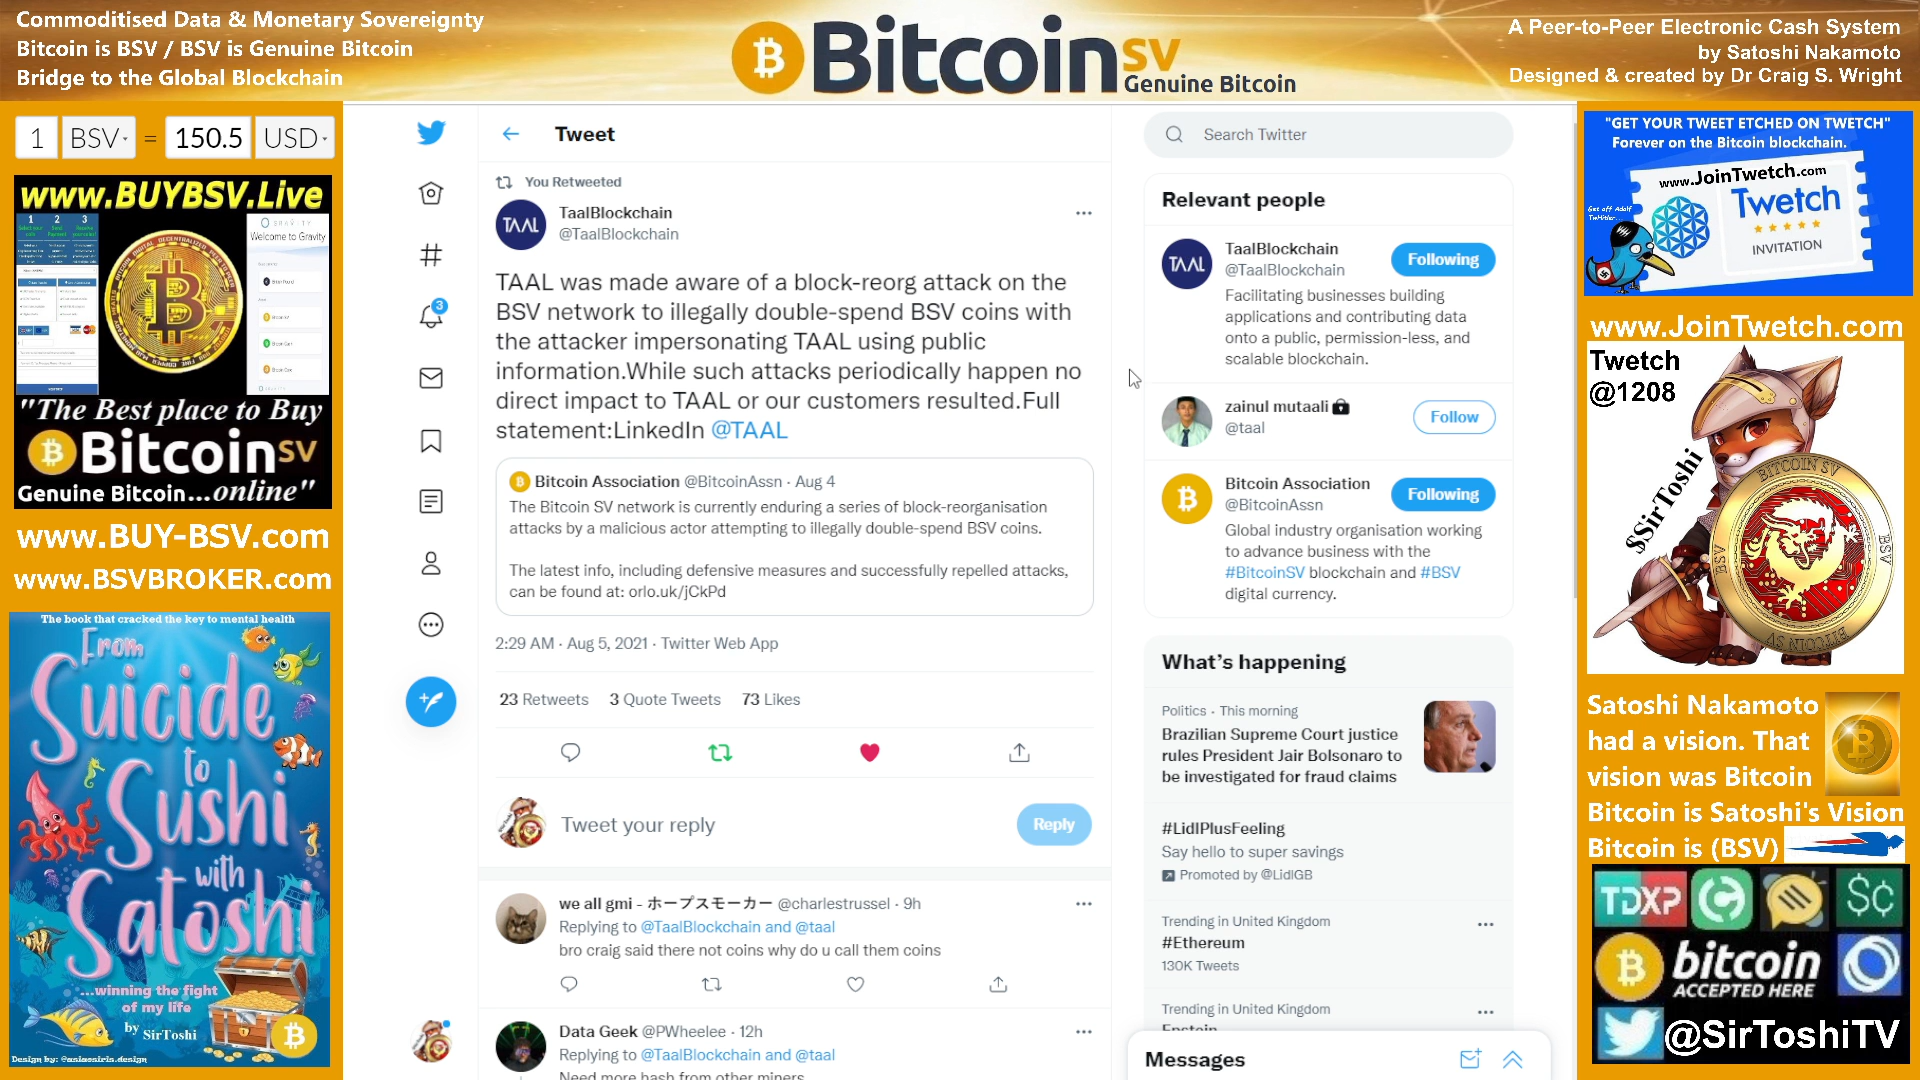 Commoditised Data & Monetary Sovereignty
Bitcoin is BSV / BSV is Genuine Bitcoin
Bridge to the Global Blockchain
Bitcoin SV
Genuine Bitcoin
A Peer-to-Peer Electronic Cash System
by Satoshi Nakamoto
Designed & created by Dr Craig S. Wright
1 BSV = 150.5 USD
www.BUYBSV.Live
1 2 3
GRAVITY
Welcome to Gravity
"The Best place to Buy
Bitcoin SV
Genuine Bitcoin...online"
www.BUY-BSV.com
www.BSVBROKER.com
The book that cracked the key to mental health
From
Suicide
to
Sushi
with
Satoshi
...winning the fight
of my life
by SirToshi
Design by: @animosiris.design
3
Tweet
You Retweeted
TAAL
TaalBlockchain
@TaalBlockchain
TAAL was made aware of a block-reorg attack on the
BSV network to illegally double-spend BSV coins with
the attacker impersonating TAAL using public
information.While such attacks periodically happen no
direct impact to TAAL or our customers resulted.Full
statement:LinkedIn @TAAL
Bitcoin Association @BitcoinAssn · Aug 4
The Bitcoin SV network is currently enduring a series of block-reorganisation
attacks by a malicious actor attempting to illegally double-spend BSV coins.
The latest info, including defensive measures and successfully repelled attacks,
can be found at: orlo.uk/jCkPd
2:29 AM · Aug 5, 2021 · Twitter Web App
23 Retweets 3 Quote Tweets 73 Likes
Tweet your reply
Reply
we all gmi - ホープスモーカー @charlestrussel · 9h
Replying to @TaalBlockchain and @taal
bro craig said there not coins why do u call them coins
Data Geek @PWheelee · 12h
Replying to @TaalBlockchain and @taal
Need more hash from other miners
Search Twitter
Relevant people
TAAL
TaalBlockchain
@TaalBlockchain
Following
Facilitating businesses building
applications and contributing data
onto a public, permission-less, and
scalable blockchain.
zainul mutaali
@taal
Follow
Bitcoin Association
@BitcoinAssn
Following
Global industry organisation working
to advance business with the
#BitcoinSV blockchain and #BSV
digital currency.
What's happening
Politics · This morning
Brazilian Supreme Court justice
rules President Jair Bolsonaro to
be investigated for fraud claims
#LidlPlusFeeling
Say hello to super savings
Promoted by @LidlGB
Trending in United Kingdom
#Ethereum
130K Tweets
Trending in United Kingdom
Epstein
Messages
"GET YOUR TWEET ETCHED ON TWETCH"
Forever on the Bitcoin blockchain.
www.JoinTwetch.com
Twetch
INVITATION
Get off Adolf
Twhitler...
www.JoinTwetch.com
Twetch
@1208
$SirToshi
BITCOIN SV
BSV
Satoshi Nakamoto
had a vision. That
vision was Bitcoin
Bitcoin is Satoshi's Vision
Bitcoin is (BSV)
TDXP
$¢
bitcoin
ACCEPTED HERE
@SirToshiTV